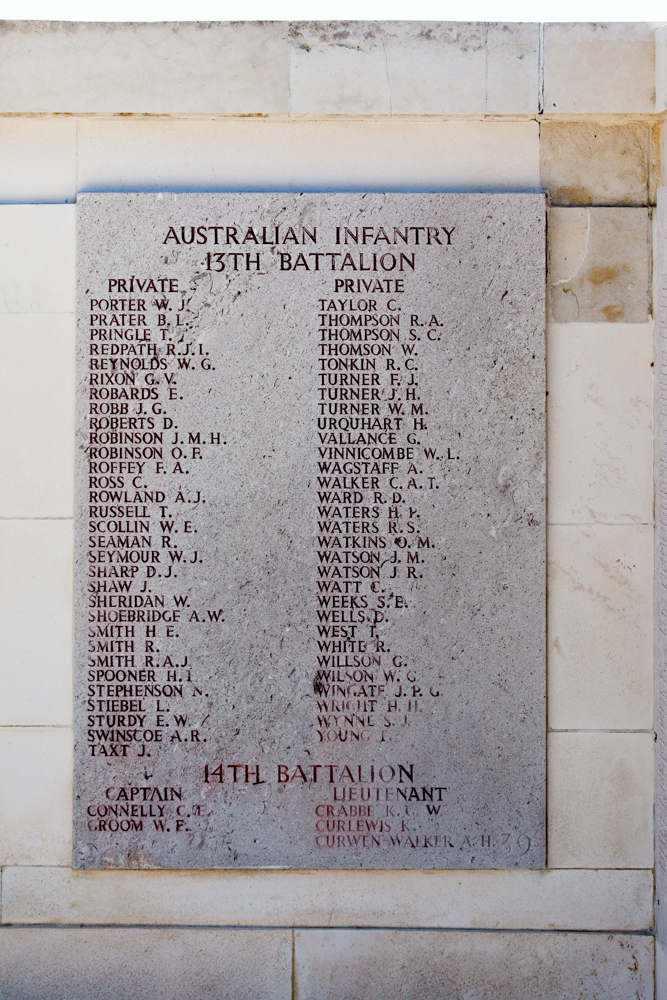 AUSTRALIAN INFANTRY
13TH BATTALION
PRIVATE
PORTER W. J.
PRATER B. L.
PRINGLE T.
REDPATH R. J. I.
REYNOLDS W. G.
RIXON G. V.
ROBARDS E.
ROBB J. G.
ROBERTS D.
ROBINSON J. M. H.
ROBINSON O. F.
ROFFEY F. A.
ROSS C.
ROWLAND A. J.
RUSSELL T.
SCOLLIN W. E.
SEAMAN R.
SEYMOUR W. J.
SHARP D. J.
SHAW J.
SHERIDAN W.
SHOEBRIDGE A. W.
SMITH H. E.
SMITH R.
SMITH R. A. J.
SPOONER H. I.
STEPHENSON N.
STIEBEL L.
STURDY E. W.
SWINSCOE A. R.
TAXT J.
PRIVATE
TAYLOR C.
THOMPSON R. A.
THOMPSON S. C.
THOMSON W.
TONKIN R. C.
TURNER F. J.
TURNER J. H.
TURNER W. M.
URQUHART H.
VALLANCE G.
VINNICOMBE W. L.
WAGSTAFF A.
WALKER C. A. T.
WARD R. D.
WATERS H. P.
WATERS R. S.
WATKINS O. M.
WATSON J. M.
WATSON J. R.
WATT C.
WEEKS S. E.
WELLS D.
WEST T.
WHITE R.
WILLSON G.
WILSON W. G.
WINGATE J. P. G.
WRIGHT H. H.
WYNNE S. J.
YOUNG
14TH BATTALION
CAPTAIN
CONNELLY C. E.
GROOM W. E.
LIEUTENANT
CRABBE K. G. W
CURLEWIS K.
CURWEN-WALKER A. H.
39